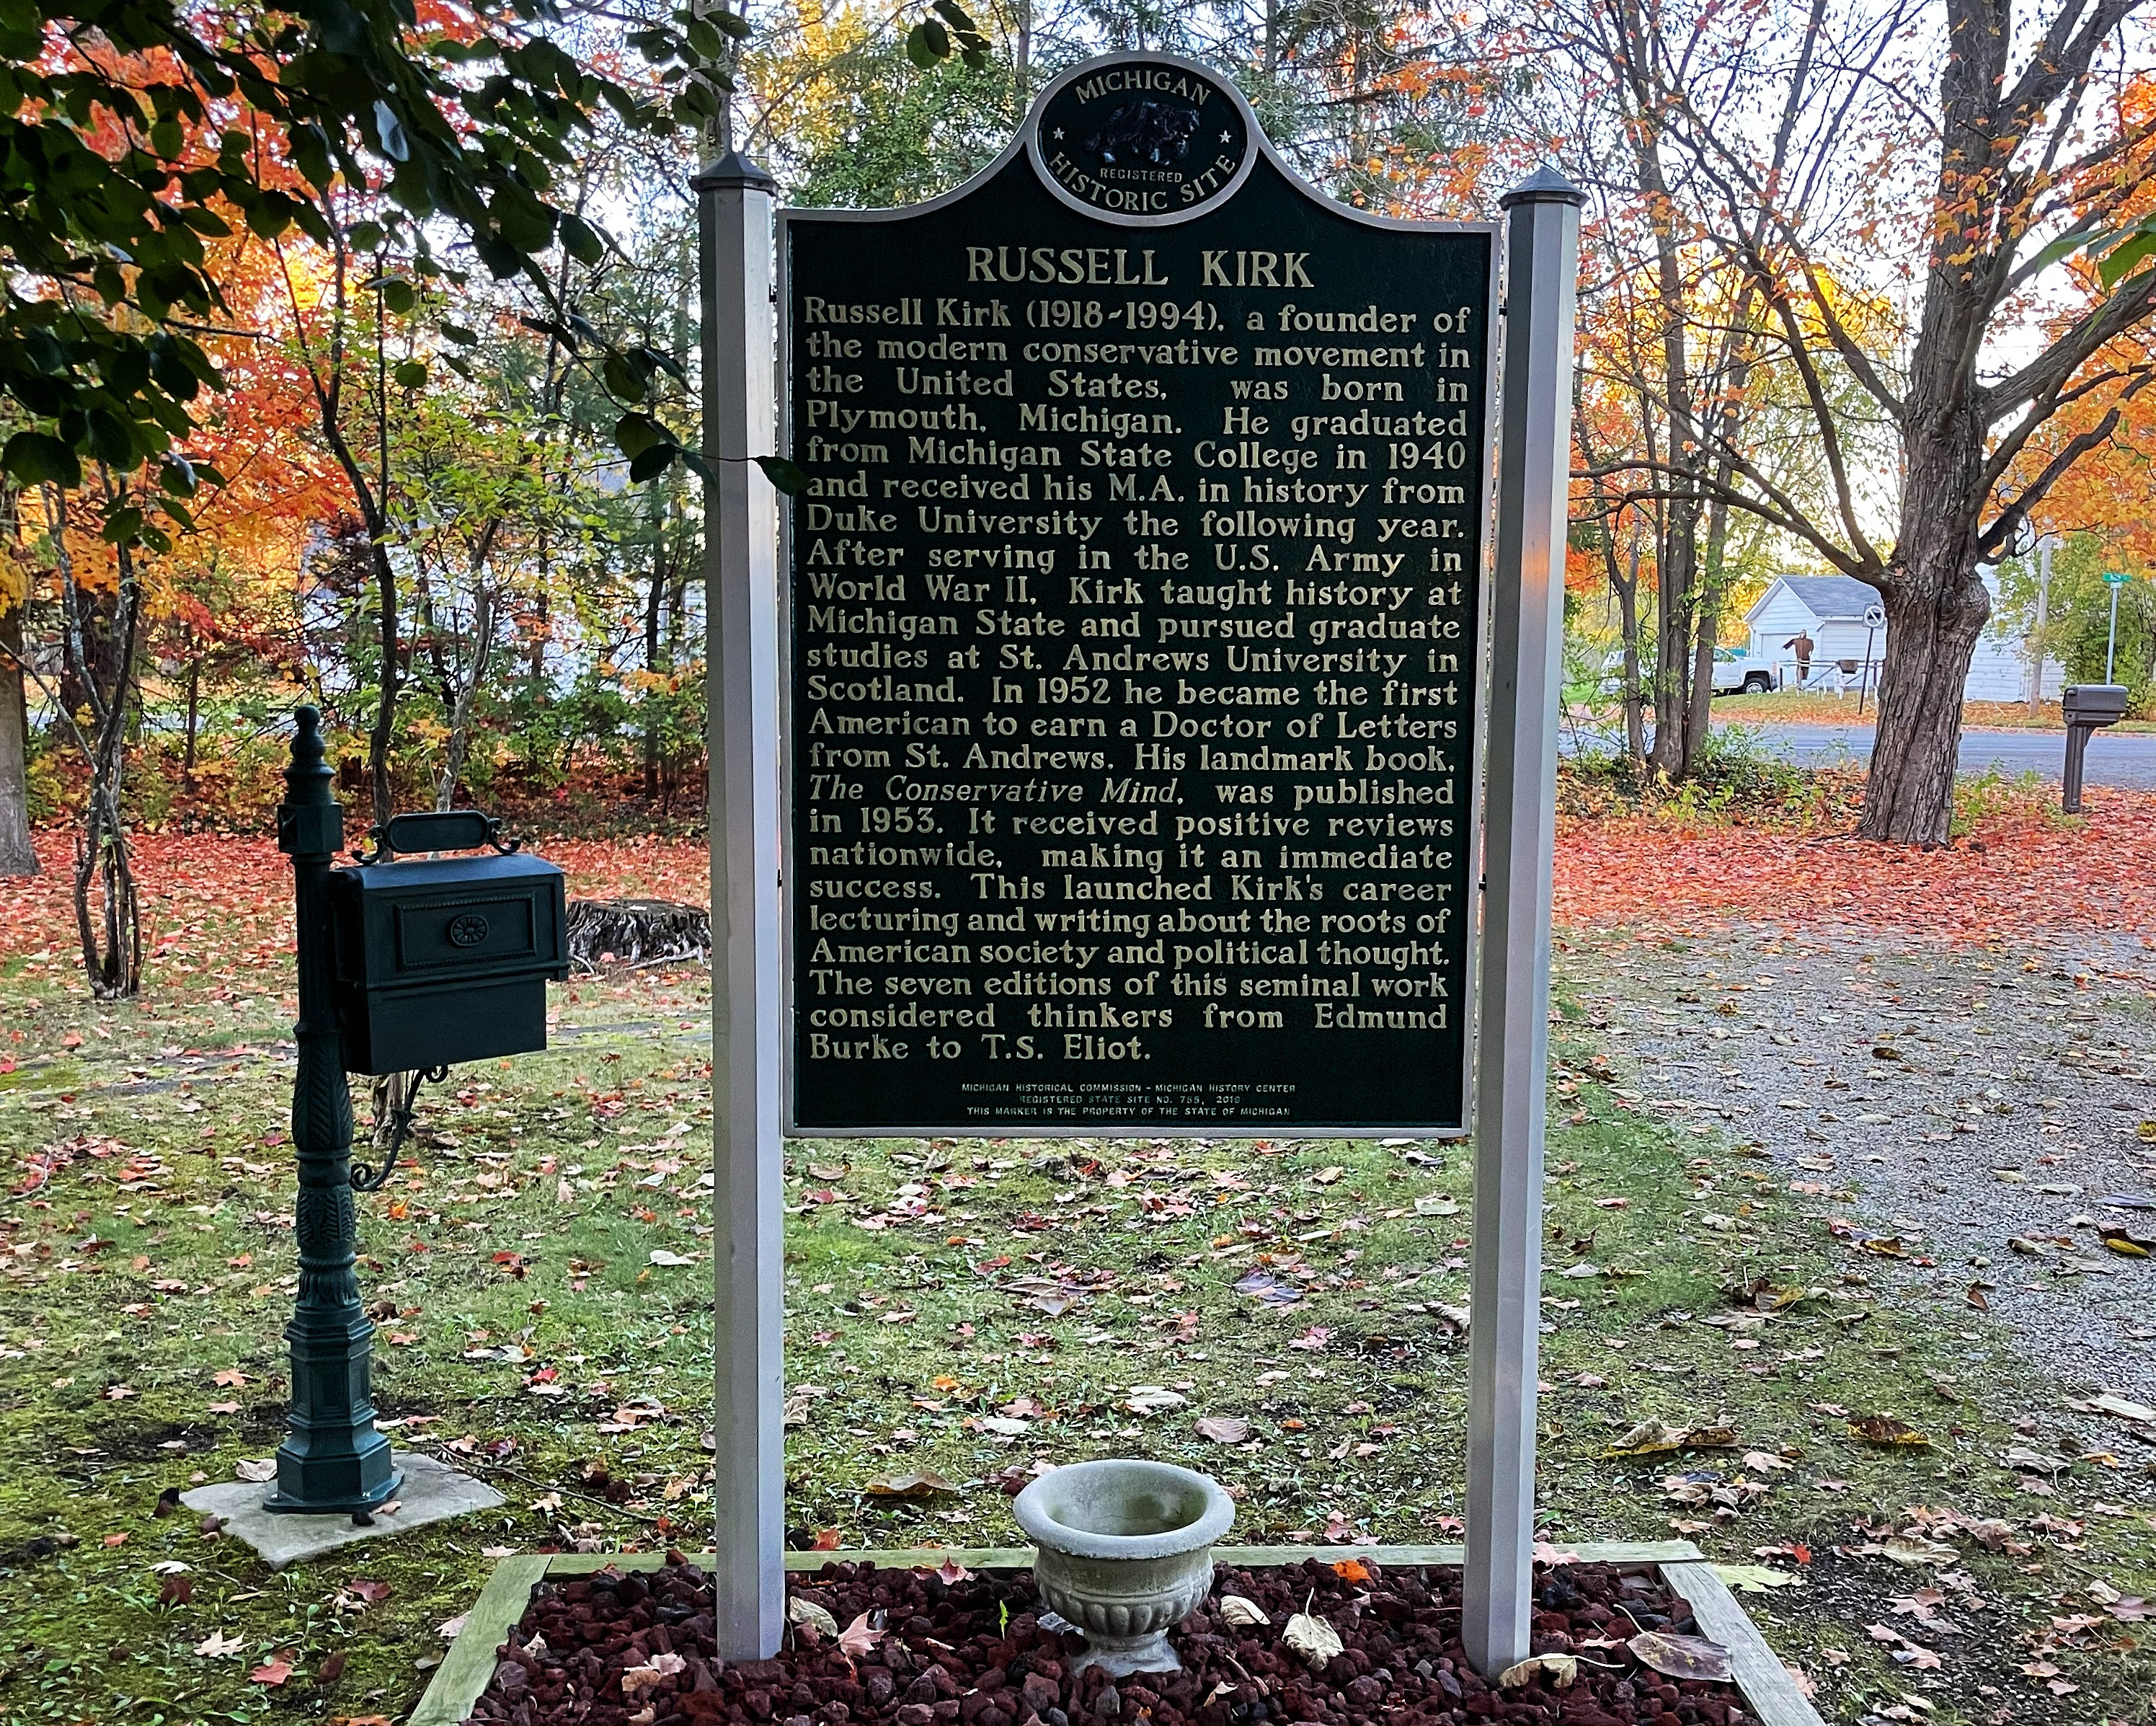 MICHIGAN
REGISTERED
HISTORIC SITE
RUSSELL KIRK
Russell Kirk (1918-1994), a founder of
the modern conservative movement in
the United States, was born in
Plymouth, Michigan. He graduated
from Michigan State College in 1940
and received his M.A. in history from
Duke University the following year.
After serving in the U.S. Army in
World War II, Kirk taught history at
Michigan State and pursued graduate
studies at St. Andrews University in
Scotland. In 1952 he became the first
American to earn a Doctor of Letters
from St. Andrews. His landmark book,
The Conservative Mind, was published
in 1953. It received positive reviews
nationwide, making it an immediate
success. This launched Kirk's career
lecturing and writing about the roots of
American society and political thought.
The seven editions of this seminal work
considered thinkers from Edmund
Burke to T.S. Eliot.
MICHIGAN HISTORICAL COMMISSION - MICHIGAN HISTORY CENTER
REGISTERED STATE SITE NO.
THIS MARKER IS THE PROPERTY OF THE STATE OF MICHIGAN